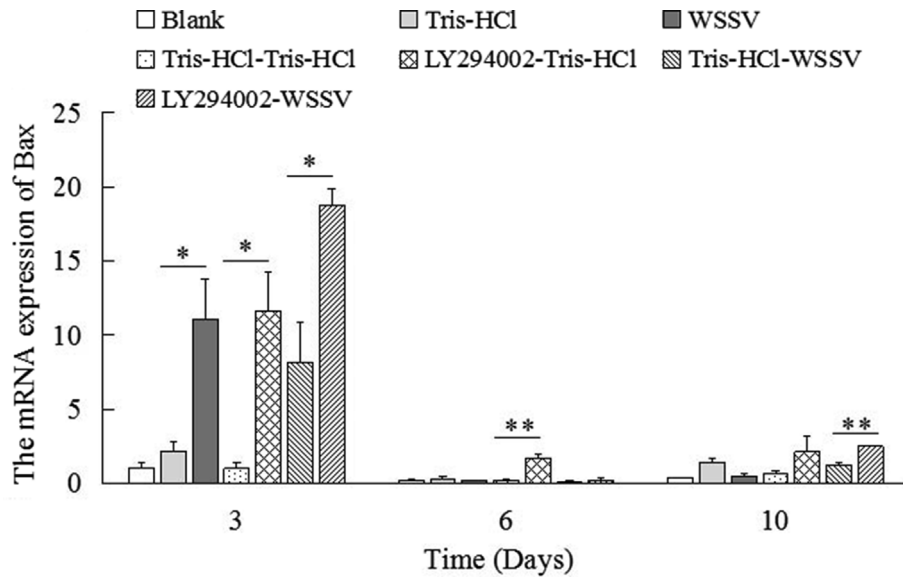 Blank Tris-HCl WSSV
Tris-HCl-Tris-HCl LY294002-Tris-HCl Tris-HCl-WSSV
LY294002-WSSV
The mRNA expression of Bax
25
20
15
10
5
0
* * *
**
**
3 6 10
Time (Days)